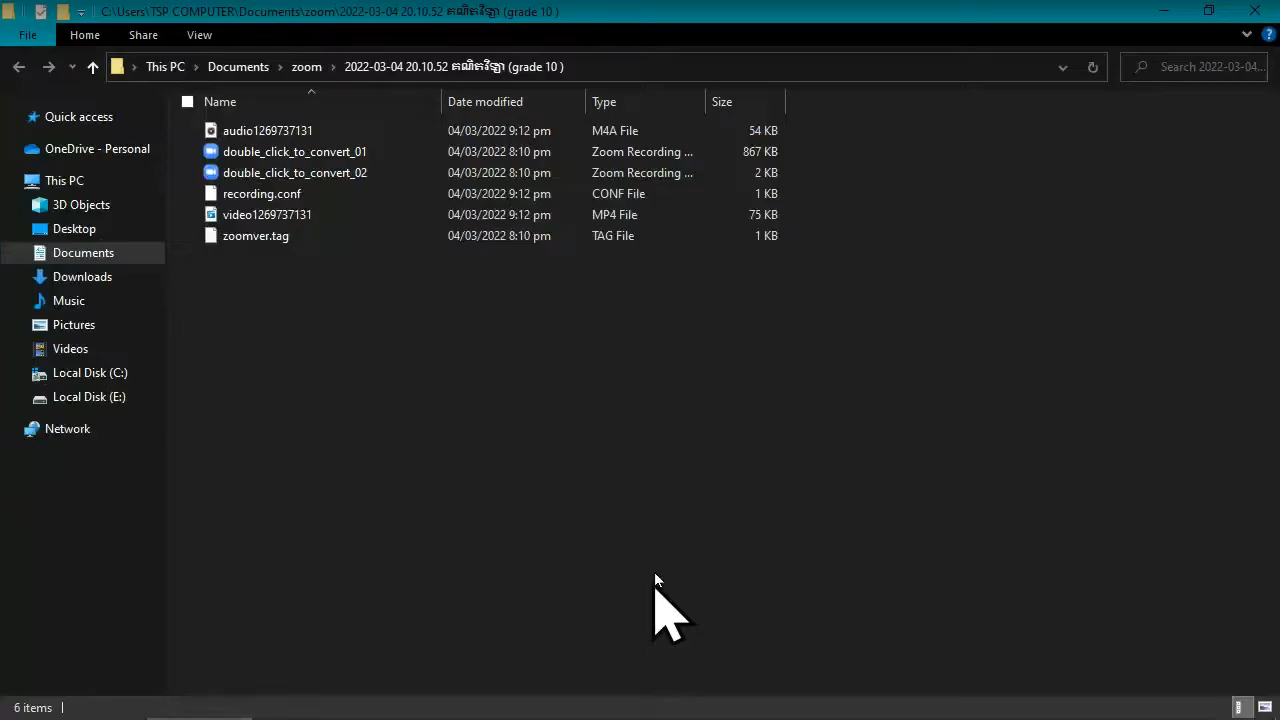 C:\Users\TSP COMPUTER\Documents\zoom\2022-03-04 20.10.52 គណិតវិទ្យា (grade 10 )
File Home Share View
This PC Documents zoom 2022-03-04 20.10.52 គណិតវិទ្យា (grade 10 ) Search 2022-03-04...
Name Date modified Type Size
audio1269737131 04/03/2022 9:12 pm M4A File 54 KB
double_click_to_convert_01 04/03/2022 8:10 pm Zoom Recording ... 867 KB
double_click_to_convert_02 04/03/2022 8:10 pm Zoom Recording ... 2 KB
recording.conf 04/03/2022 9:12 pm CONF File 1 KB
video1269737131 04/03/2022 9:12 pm MP4 File 75 KB
zoomver.tag 04/03/2022 8:10 pm TAG File 1 KB
Quick access
OneDrive - Personal
This PC
3D Objects
Desktop
Documents
Downloads
Music
Pictures
Videos
Local Disk (C:)
Local Disk (E:)
Network
6 items